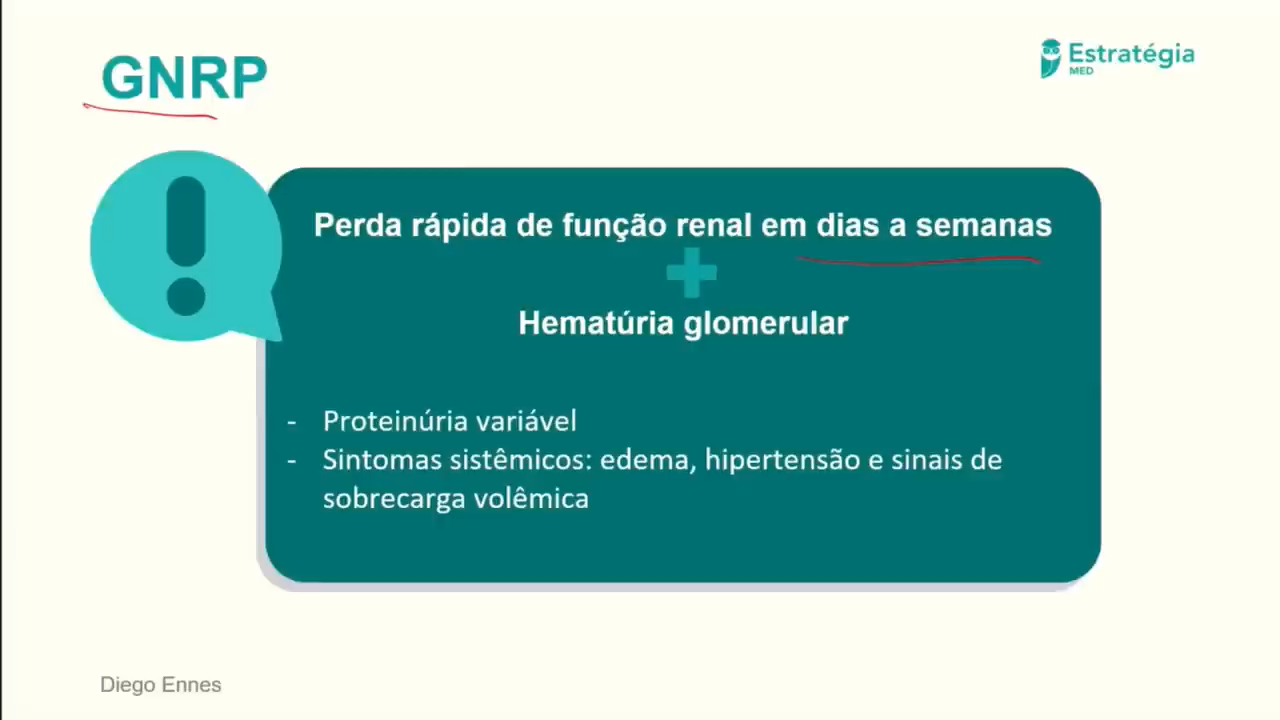 GNRP
Estratégia
MED
Perda rápida de função renal em dias a semanas
Hematúria glomerular
- Proteinúria variável
- Sintomas sistêmicos: edema, hipertensão e sinais de
sobrecarga volêmica
Diego Ennes